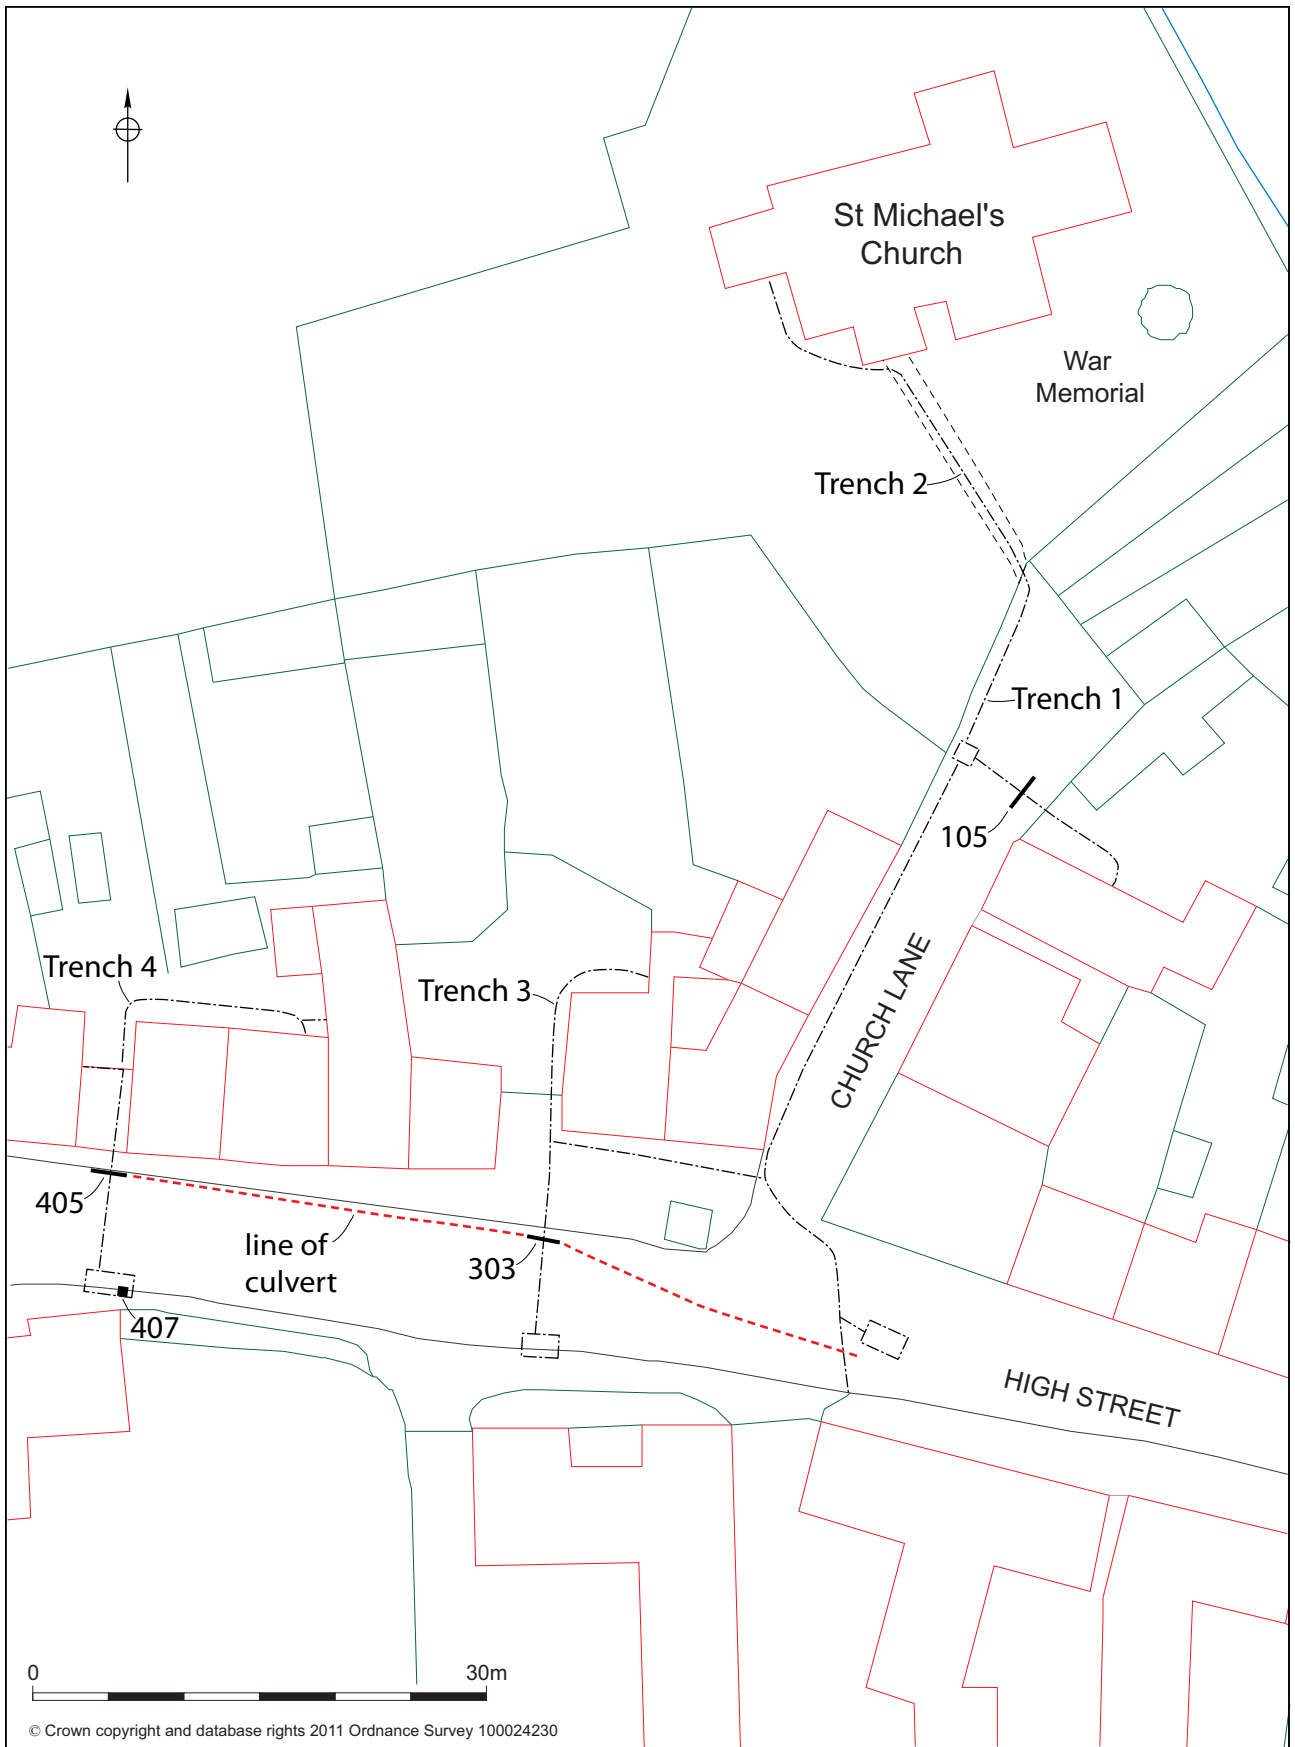 St Michael's
Church
War
Memorial
Trench 2
Trench 1
105
CHURCH LANE
Trench 4
Trench 3
405
line of
culvert
303
407
HIGH STREET
0 30m
© Crown copyright and database rights 2011 Ordnance Survey 100024230